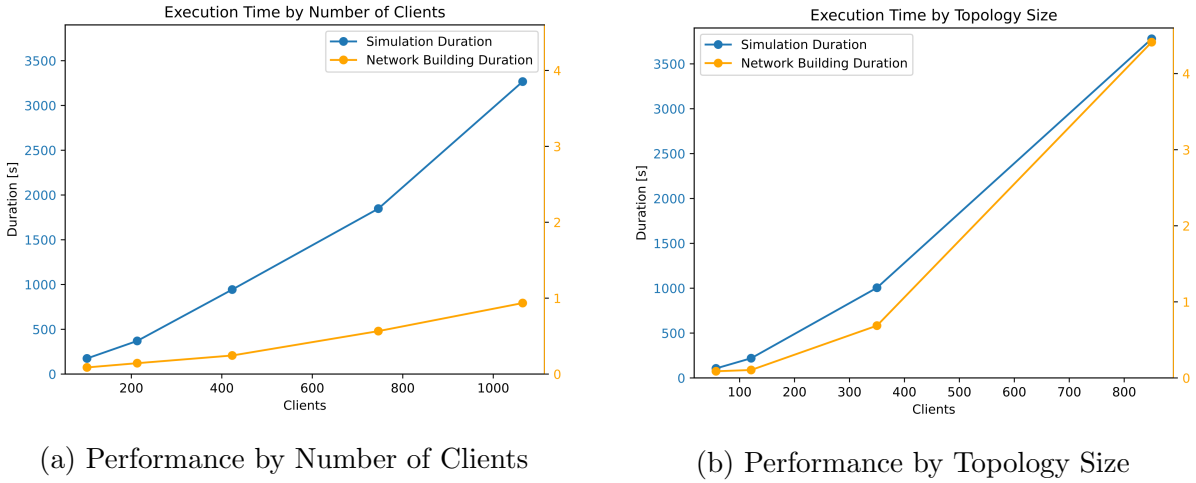 Execution Time by Number of Clients
Simulation Duration
Network Building Duration
3500
3000
2500
2000
1500
1000
500
0
Duration [s]
4
3
2
1
0
200 400 600 800 1000
Clients
(a) Performance by Number of Clients
Execution Time by Topology Size
Simulation Duration
Network Building Duration
3500
3000
2500
2000
1500
1000
500
0
Duration [s]
4
3
2
1
0
100 200 300 400 500 600 700 800
Clients
(b) Performance by Topology Size